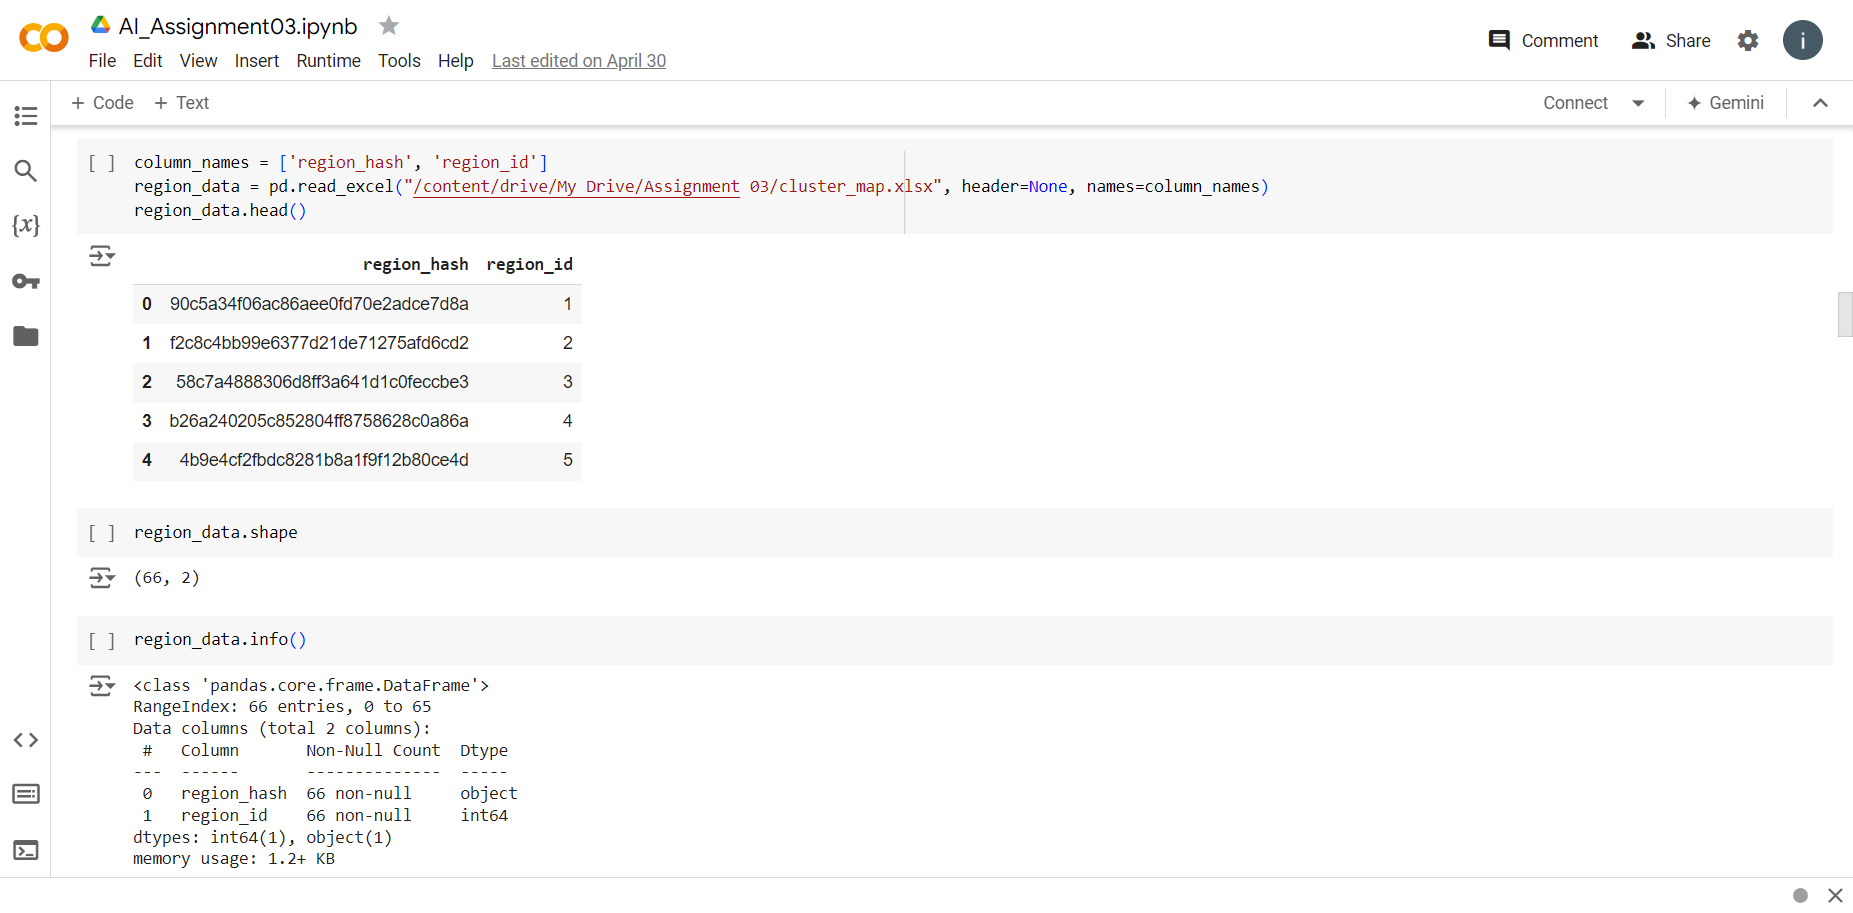 AI_Assignment03.ipynb
File Edit View Insert Runtime Tools Help Last edited on April 30
Comment Share i
+ Code + Text
Connect Gemini
{x}
[ ] column_names = ['region_hash', 'region_id']
region_data = pd.read_excel("/content/drive/My Drive/Assignment 03/cluster_map.xlsx", header=None, names=column_names)
region_data.head()
region_hash region_id
0 90c5a34f06ac86aee0fd70e2adce7d8a 1
1 f2c8c4bb99e6377d21de71275afd6cd2 2
2 58c7a4888306d8ff3a641d1c0feccbe3 3
3 b26a240205c852804ff8758628c0a86a 4
4 4b9e4cf2fbdc8281b8a1f9f12b80ce4d 5
[ ] region_data.shape
(66, 2)
[ ] region_data.info()
<class 'pandas.core.frame.DataFrame'>
RangeIndex: 66 entries, 0 to 65
Data columns (total 2 columns):
# Column Non-Null Count Dtype
--- ------ -------------- -----
0 region_hash 66 non-null object
1 region_id 66 non-null int64
dtypes: int64(1), object(1)
memory usage: 1.2+ KB